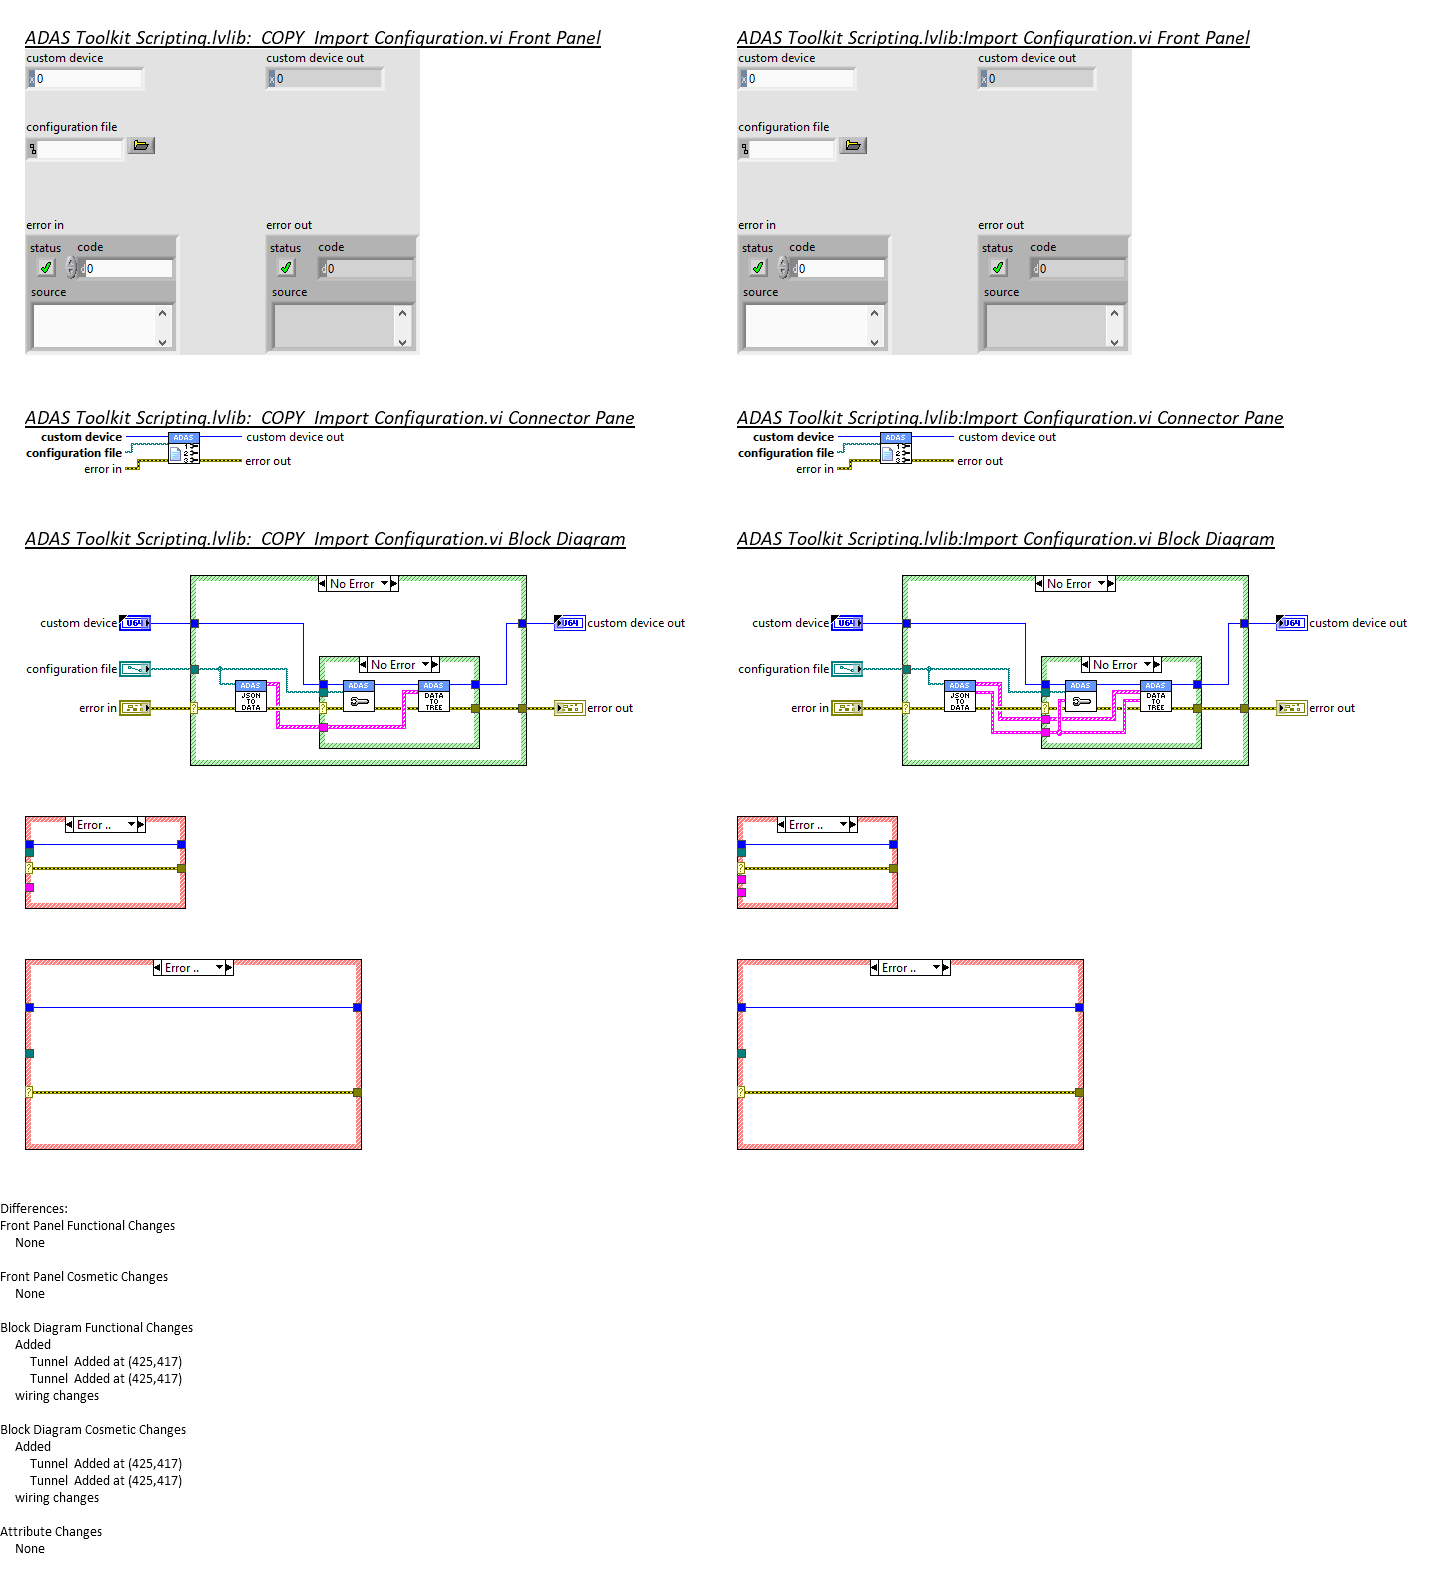 ADAS Toolkit Scripting.lvlib:  COPY  Import Configuration.vi Front Panel
custom device
0
custom device out
0
configuration file
error in
status
code
0
source
error out
status
code
0
source
ADAS Toolkit Scripting.lvlib:Import Configuration.vi Front Panel
custom device
0
custom device out
0
configuration file
error in
status
code
0
source
error out
status
code
0
source
ADAS Toolkit Scripting.lvlib:  COPY  Import Configuration.vi Connector Pane
custom device
configuration file
error in
ADAS
1
2
3
custom device out
error out
ADAS Toolkit Scripting.lvlib:Import Configuration.vi Connector Pane
custom device
configuration file
error in
ADAS
1
2
3
custom device out
error out
ADAS Toolkit Scripting.lvlib:  COPY  Import Configuration.vi Block Diagram
No Error
custom device
U64
U64
custom device out
configuration file
No Error
error in
ADAS
JSON
TO
DATA
ADAS
ADAS
DATA
TO
TREE
error out
ADAS Toolkit Scripting.lvlib:Import Configuration.vi Block Diagram
No Error
custom device
U64
U64
custom device out
configuration file
No Error
error in
ADAS
JSON
TO
DATA
ADAS
ADAS
DATA
TO
TREE
error out
Error ..
Error ..
Error ..
Error ..
Differences:
Front Panel Functional Changes
None
Front Panel Cosmetic Changes
None
Block Diagram Functional Changes
Added
Tunnel  Added at (425,417)
Tunnel  Added at (425,417)
wiring changes
Block Diagram Cosmetic Changes
Added
Tunnel  Added at (425,417)
Tunnel  Added at (425,417)
wiring changes
Attribute Changes
None